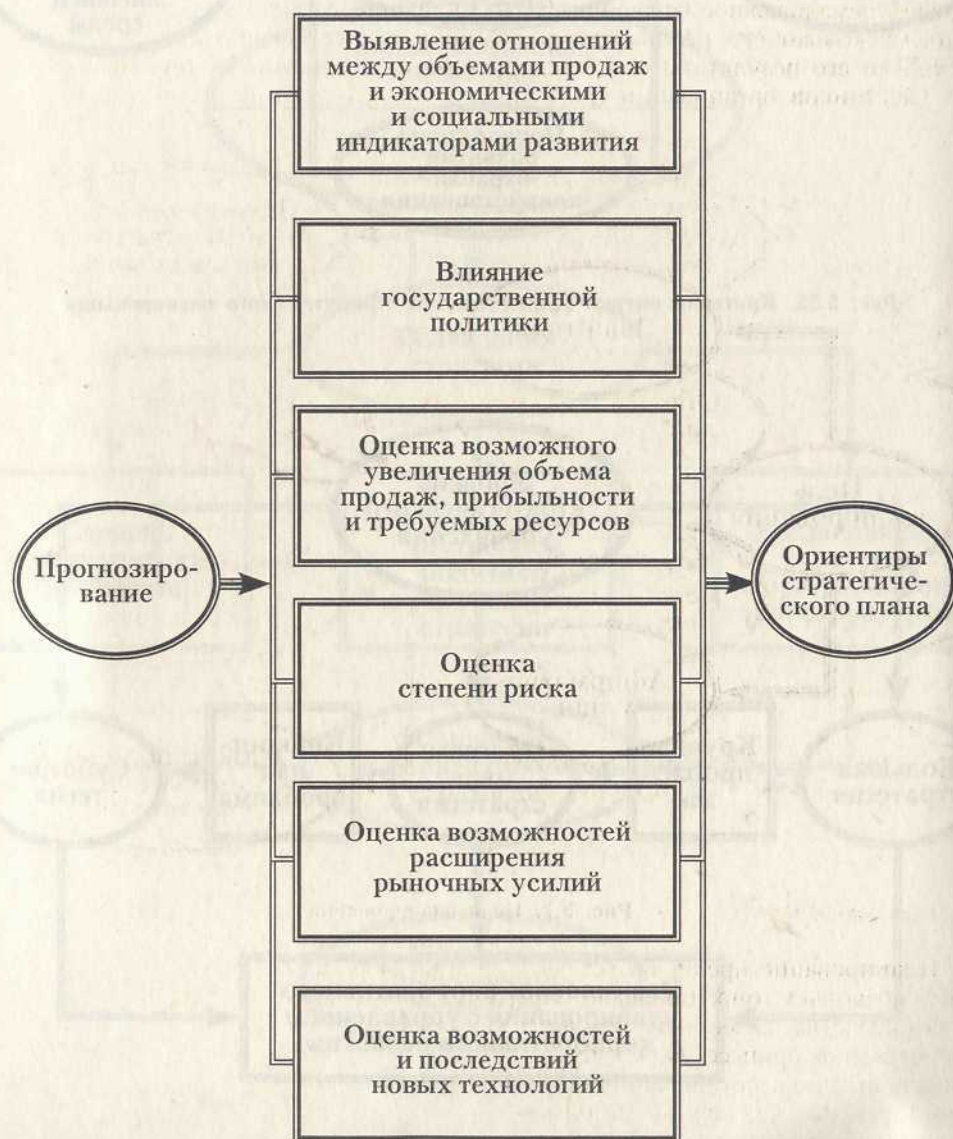 Выявление отношений
между объемами продаж
и экономическими
и социальными
индикаторами развития
Влияние
государственной
политики
Оценка возможного
увеличения объема
продаж, прибыльности
и требуемых ресурсов
Прогнозиро-
вание
Ориентиры
стратегиче-
ского плана
Оценка
степени риска
Оценка возможностей
расширения
рыночных усилий
Оценка возможностей
и последствий
новых технологий